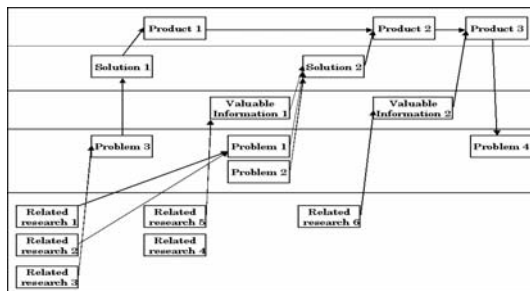 Product 1
Product 2
Product 3
Solution 1
Solution 2
Valuable
Information 1
Valuable
Information 2
Problem 3
Problem 1
Problem 4
Problem 2
Related
research 1
Related
research 5
Related
research 6
Related
research 2
Related
research 4
Related
research 3